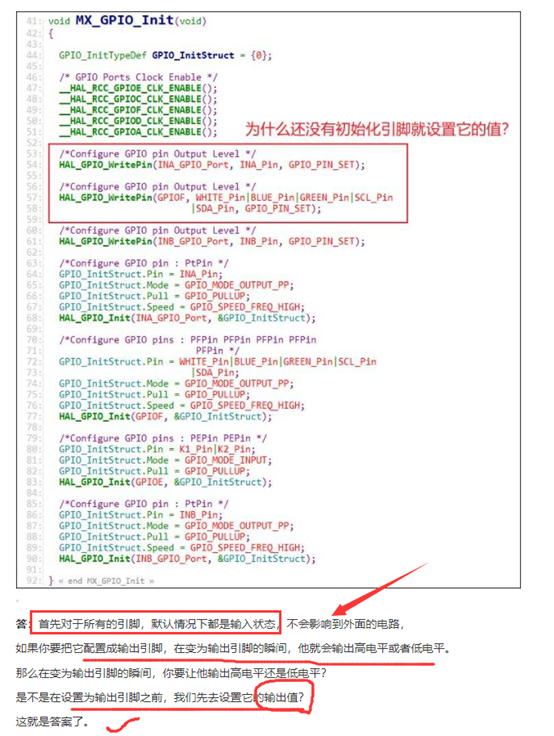 41: void MX_GPIO_Init(void)
42: {
43:
44: GPIO_InitTypeDef GPIO_InitStruct = {0};
45:
46: /* GPIO Ports Clock Enable */
47: __HAL_RCC_GPIOE_CLK_ENABLE();
48: __HAL_RCC_GPIOC_CLK_ENABLE();
49: __HAL_RCC_GPIOF_CLK_ENABLE();
50: __HAL_RCC_GPIOD_CLK_ENABLE();
51: __HAL_RCC_GPIOA_CLK_ENABLE();
为什么还没有初始化引脚就设置它的值?
52:
53: /*Configure GPIO pin Output Level */
54: HAL_GPIO_WritePin(INA_GPIO_Port, INA_Pin, GPIO_PIN_SET);
55:
56: /*Configure GPIO pin Output Level */
57: HAL_GPIO_WritePin(GPIOF, WHITE_Pin|BLUE_Pin|GREEN_Pin|SCL_Pin
58: |SDA_Pin, GPIO_PIN_SET);
59:
60: /*Configure GPIO pin Output Level */
61: HAL_GPIO_WritePin(INB_GPIO_Port, INB_Pin, GPIO_PIN_SET);
62:
63: /*Configure GPIO pin : PtPin */
64: GPIO_InitStruct.Pin = INA_Pin;
65: GPIO_InitStruct.Mode = GPIO_MODE_OUTPUT_PP;
66: GPIO_InitStruct.Pull = GPIO_PULLUP;
67: GPIO_InitStruct.Speed = GPIO_SPEED_FREQ_HIGH;
68: HAL_GPIO_Init(INA_GPIO_Port, &GPIO_InitStruct);
69:
70: /*Configure GPIO pins : PFPin PFPin PFPin PFPin
71: PFPin */
72: GPIO_InitStruct.Pin = WHITE_Pin|BLUE_Pin|GREEN_Pin|SCL_Pin
73: |SDA_Pin;
74: GPIO_InitStruct.Mode = GPIO_MODE_OUTPUT_PP;
75: GPIO_InitStruct.Pull = GPIO_PULLUP;
76: GPIO_InitStruct.Speed = GPIO_SPEED_FREQ_HIGH;
77: HAL_GPIO_Init(GPIOF, &GPIO_InitStruct);
78:
79: /*Configure GPIO pins : PEPin PEPin */
80: GPIO_InitStruct.Pin = K1_Pin|K2_Pin;
81: GPIO_InitStruct.Mode = GPIO_MODE_INPUT;
82: GPIO_InitStruct.Pull = GPIO_PULLUP;
83: HAL_GPIO_Init(GPIOE, &GPIO_InitStruct);
84:
85: /*Configure GPIO pin : PtPin */
86: GPIO_InitStruct.Pin = INB_Pin;
87: GPIO_InitStruct.Mode = GPIO_MODE_OUTPUT_PP;
88: GPIO_InitStruct.Pull = GPIO_PULLUP;
89: GPIO_InitStruct.Speed = GPIO_SPEED_FREQ_HIGH;
90: HAL_GPIO_Init(INB_GPIO_Port, &GPIO_InitStruct);
91:
92: } « end MX_GPIO_Init »
答: 首先对于所有的引脚,默认情况下都是输入状态,不会影响到外面的电路,
如果你要把它配置成输出引脚,在变为输出引脚的瞬间,他就会输出高电平或者低电平。
那么在变为输出引脚的瞬间,你要让他输出高电平还是低电平?
是不是在设置为输出引脚之前,我们先去设置它的输出值?
这就是答案了。